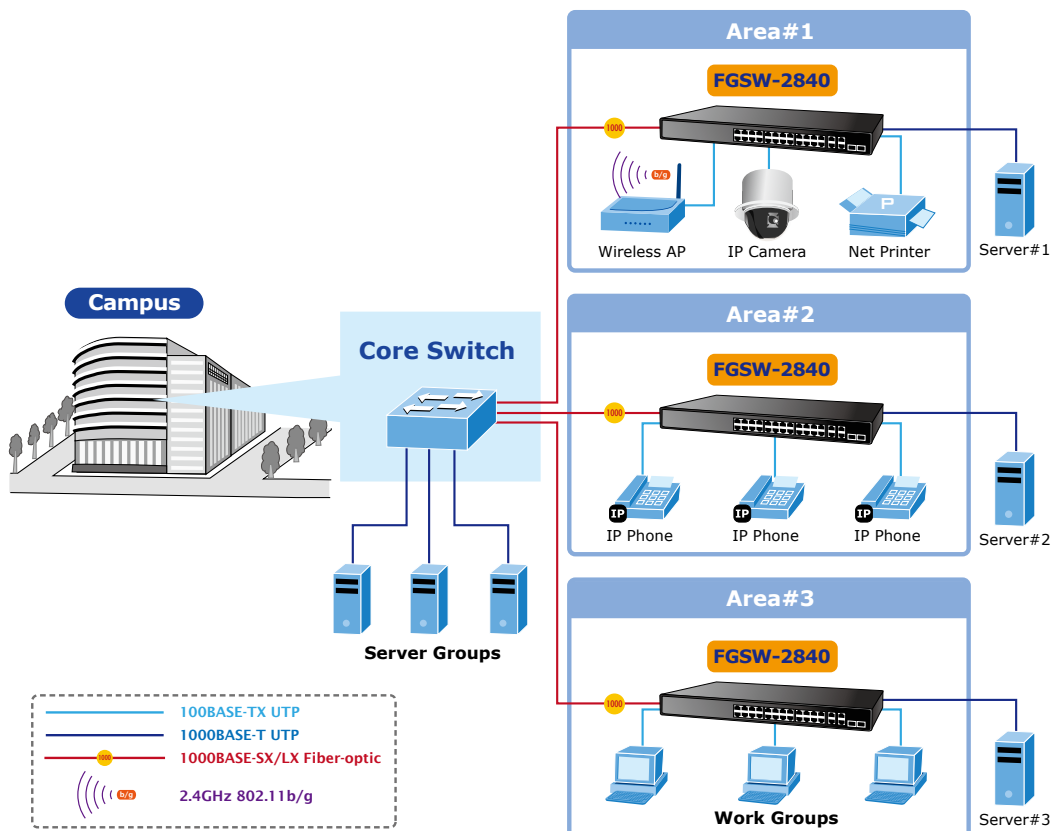 Area#1
FGSW-2840
1000
b/g
P
Wireless AP
IP Camera
Net Printer
Server#1
Campus
Core Switch
Area#2
FGSW-2840
1000
IP
IP
IP
IP Phone
IP Phone
IP Phone
Server#2
Server Groups
Area#3
FGSW-2840
1000
Work Groups
Server#3
100BASE-TX UTP
1000BASE-T UTP
1000
1000BASE-SX/LX Fiber-optic
b/g
2.4GHz 802.11b/g